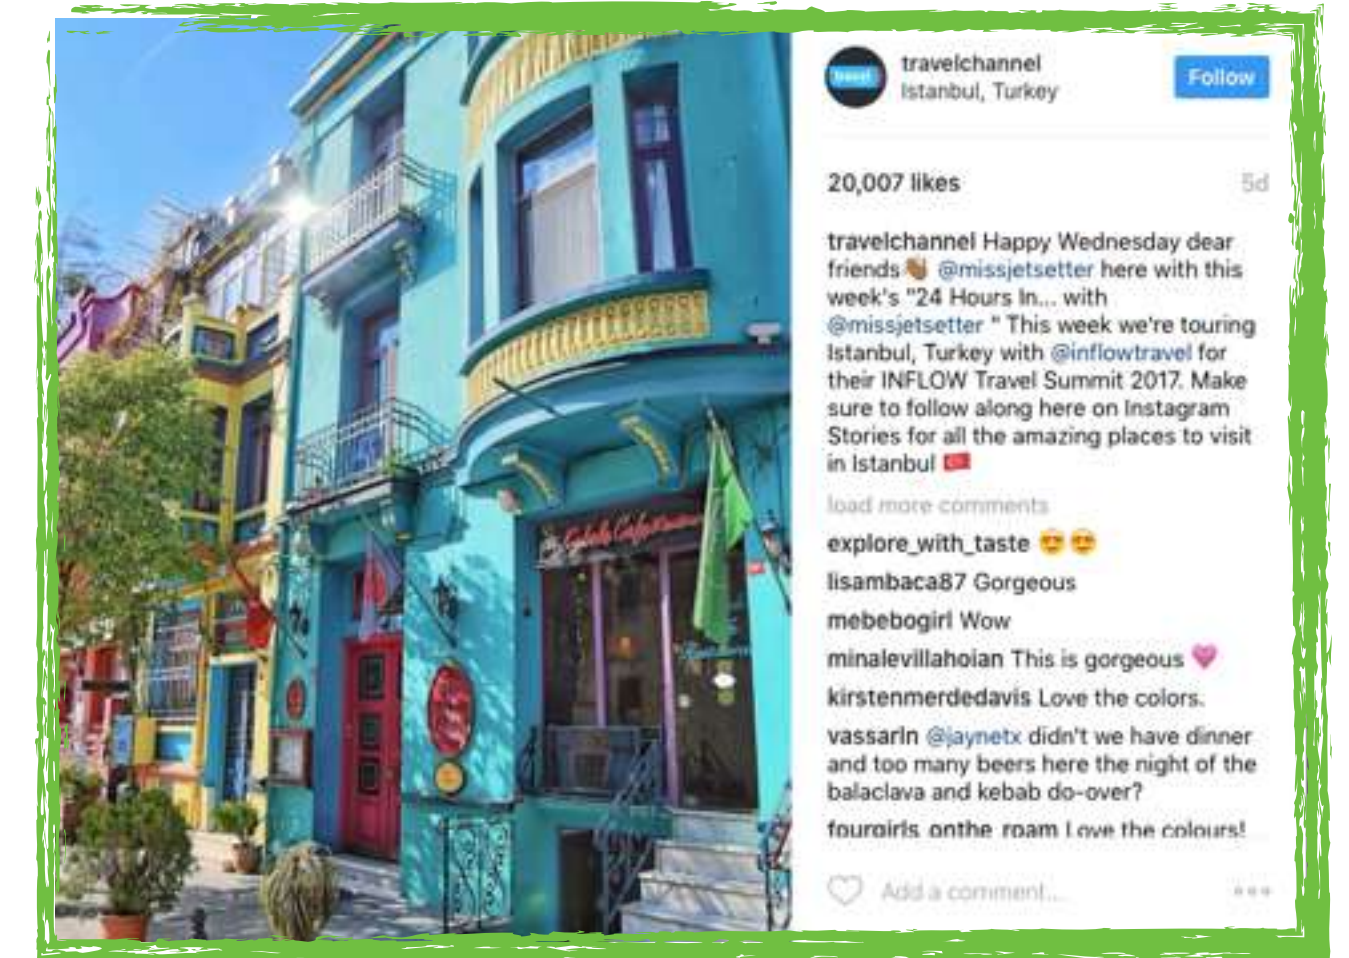 travelchannel
Istanbul, Turkey
Follow
travel
20,007 likes
5d
travelchannel Happy Wednesday dear
friends👋🏾 @missjetsetter here with this
week's "24 Hours In... with
@missjetsetter " This week we're touring
Istanbul, Turkey with @inflowtravel for
their INFLOW Travel Summit 2017. Make
sure to follow along here on Instagram
Stories for all the amazing places to visit
in Istanbul 🇹🇷
load more comments
explore_with_taste 😍😍
lisambaca87 Gorgeous
mebebogirl Wow
minalevillahoian This is gorgeous 💗
kirstenmerdedavis Love the colors.
vassarin @jaynetx didn't we have dinner
and too many beers here the night of the
balaclava and kebab do-over?
fourgirls_onthe_roam Love the colours!
Add a comment...